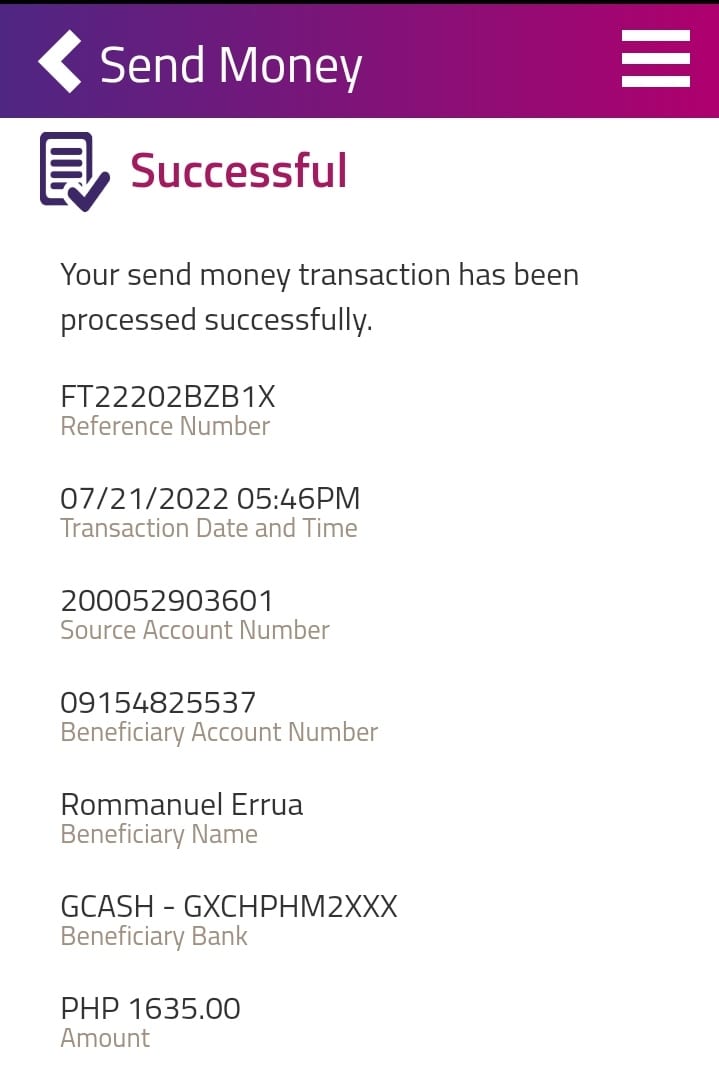 Send Money
Successful
Your send money transaction has been
processed successfully.
FT22202BZB1X
Reference Number
07/21/2022 05:46PM
Transaction Date and Time
200052903601
Source Account Number
09154825537
Beneficiary Account Number
Rommanuel Errua
Beneficiary Name
GCASH - GXCHPHM2XXX
Beneficiary Bank
PHP 1635.00
Amount